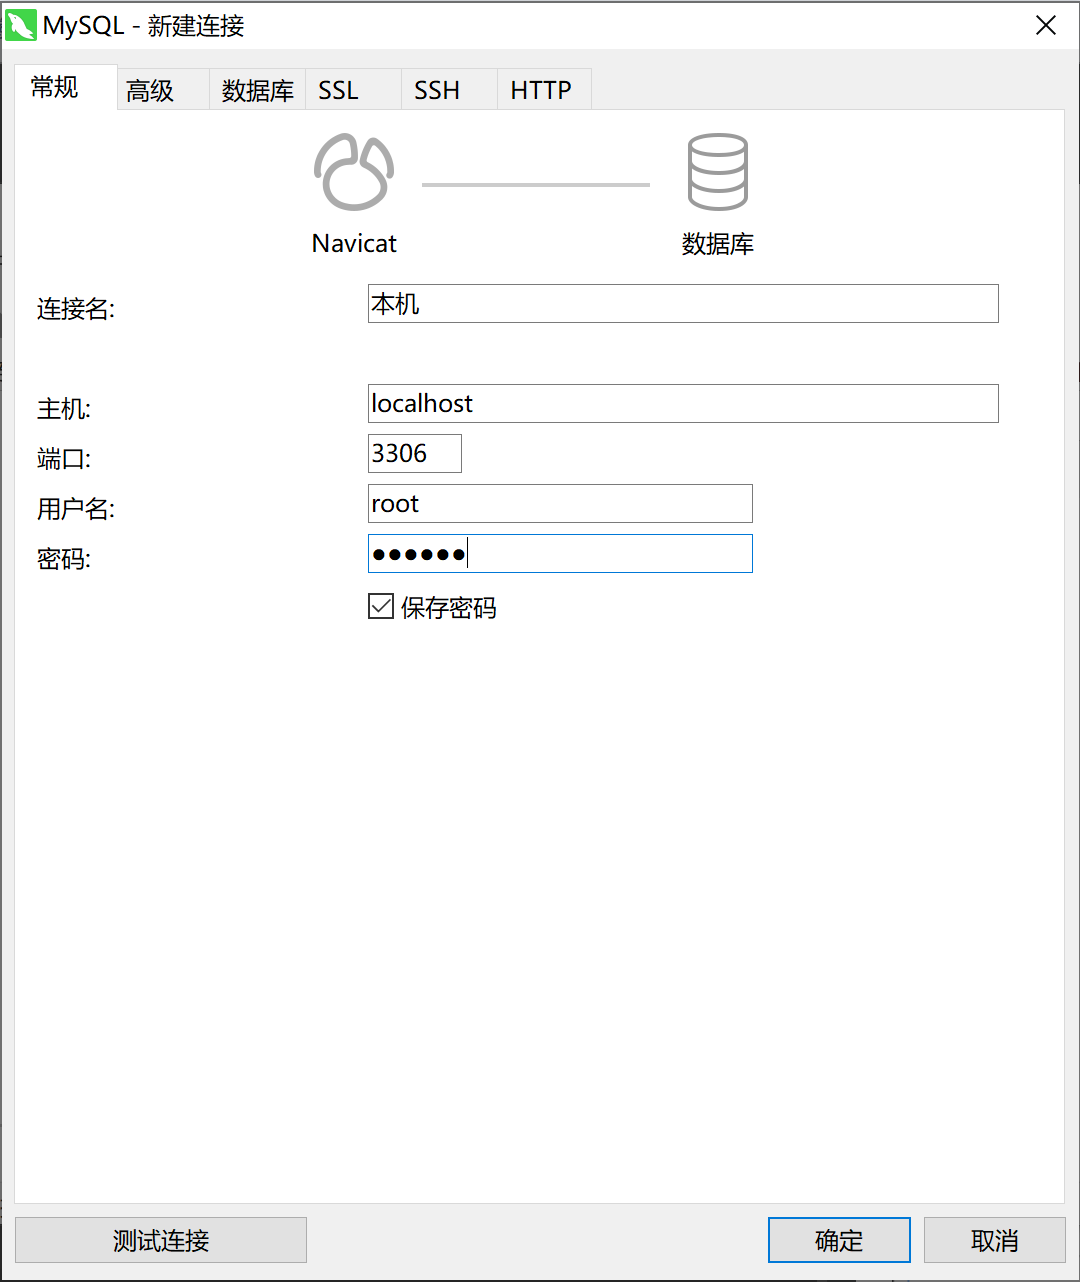 MySQL - 新建连接
常规 高级 数据库 SSL SSH HTTP
Navicat 数据库
连接名: 本机
主机: localhost
端口: 3306
用户名: root
密码: ●●●●●●
保存密码
测试连接 确定 取消